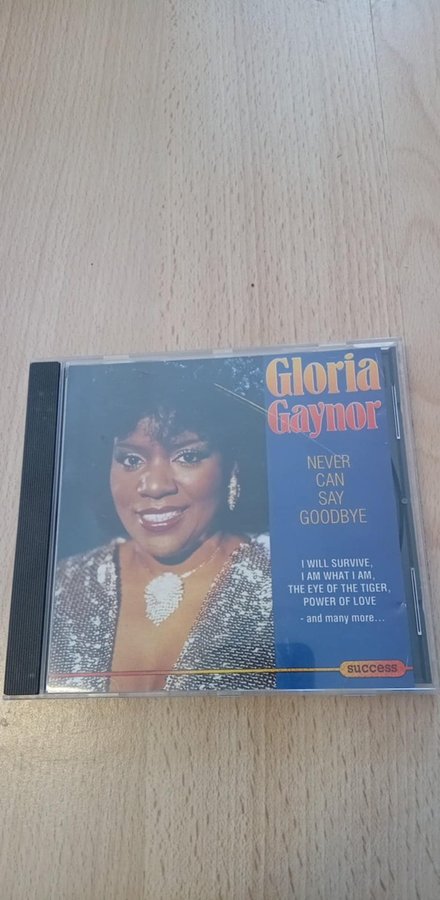 Gloria
Gaynor
NEVER
CAN
SAY
GOODBYE
I WILL SURVIVE,
I AM WHAT I AM,
THE EYE OF THE TIGER,
POWER OF LOVE
- and many more...
success